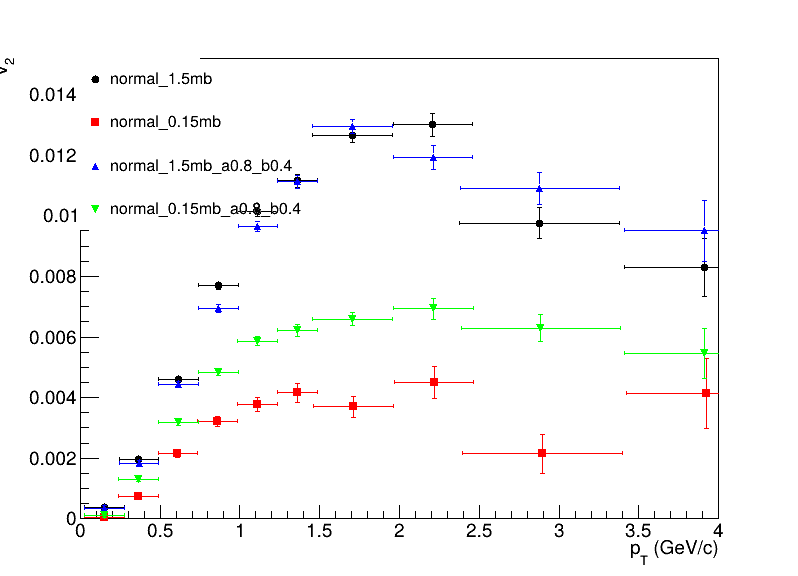 v2
normal_1.5mb
0.014
normal_0.15mb
0.012
normal_1.5mb_a0.8_b0.4
normal_0.15mb_a0.8_b0.4
0.01
0.008
0.006
0.004
0.002
0
0 0.5 1 1.5 2 2.5 3 3.5 4
pT (GeV/c)